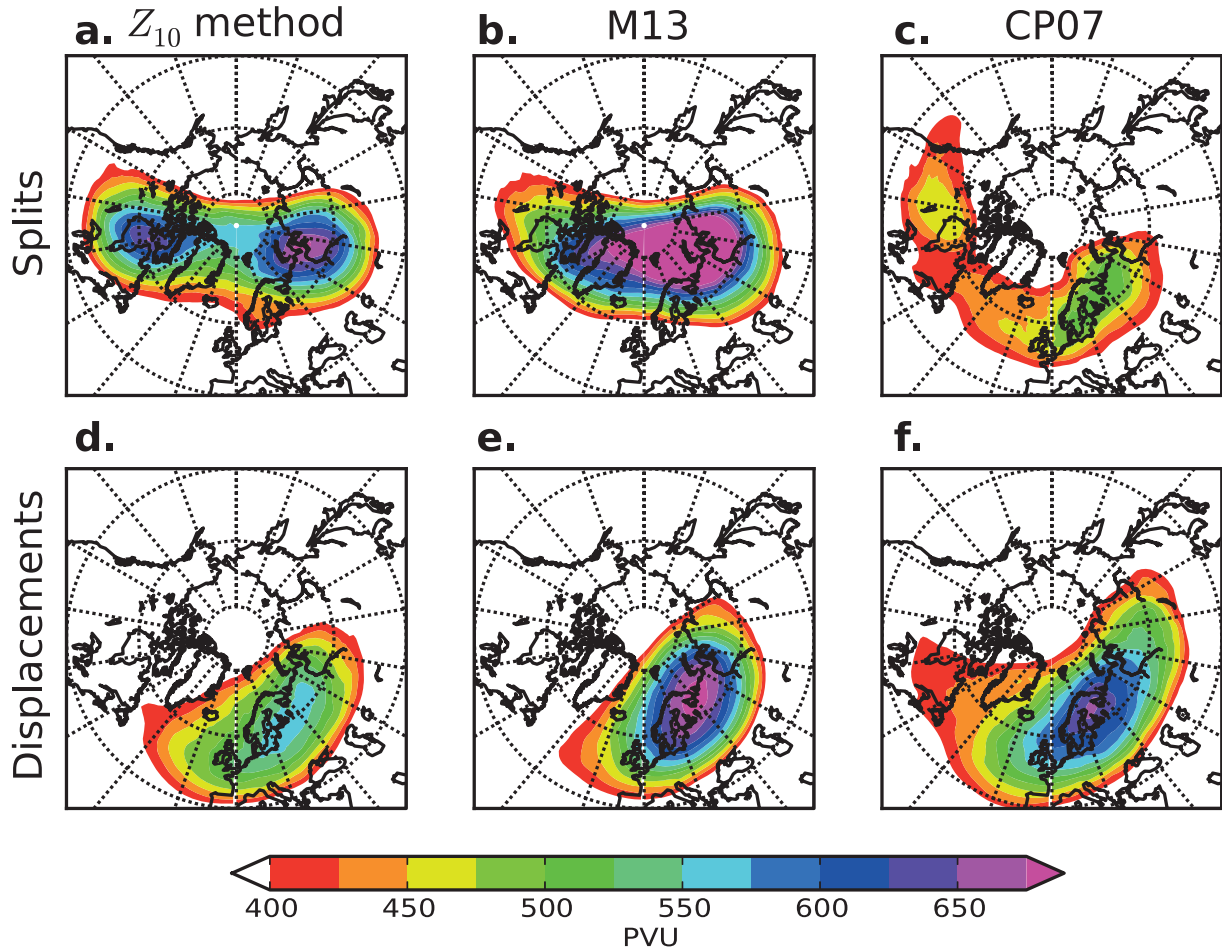 a. Z10 method
b. M13
c. CP07
Splits
d.
e.
f.
Displacements
400 450 500 550 600 650
PVU